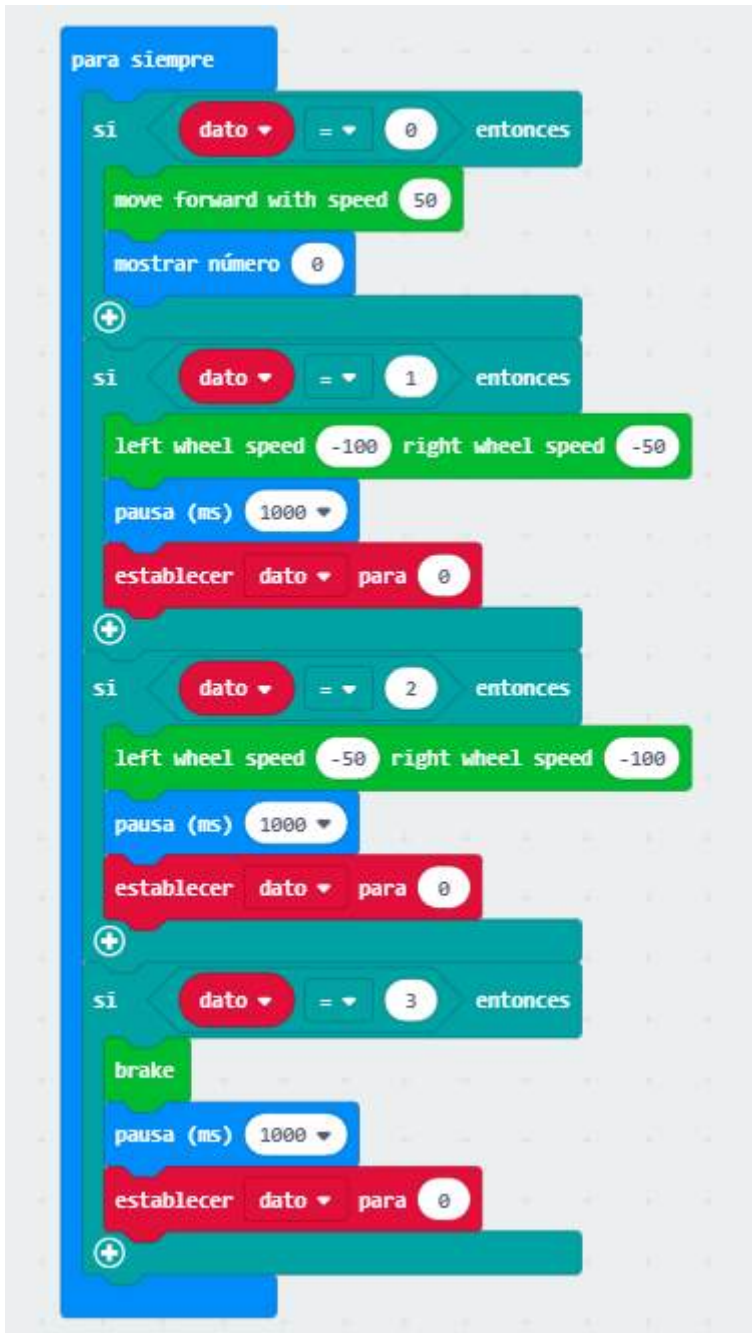 para siempre
si dato = 0 entonces
move forward with speed 50
mostrar número 0
si dato = 1 entonces
left wheel speed -100 right wheel speed -50
pausa (ms) 1000
establecer dato para 0
si dato = 2 entonces
left wheel speed -50 right wheel speed -100
pausa (ms) 1000
establecer dato para 0
si dato = 3 entonces
brake
pausa (ms) 1000
establecer dato para 0